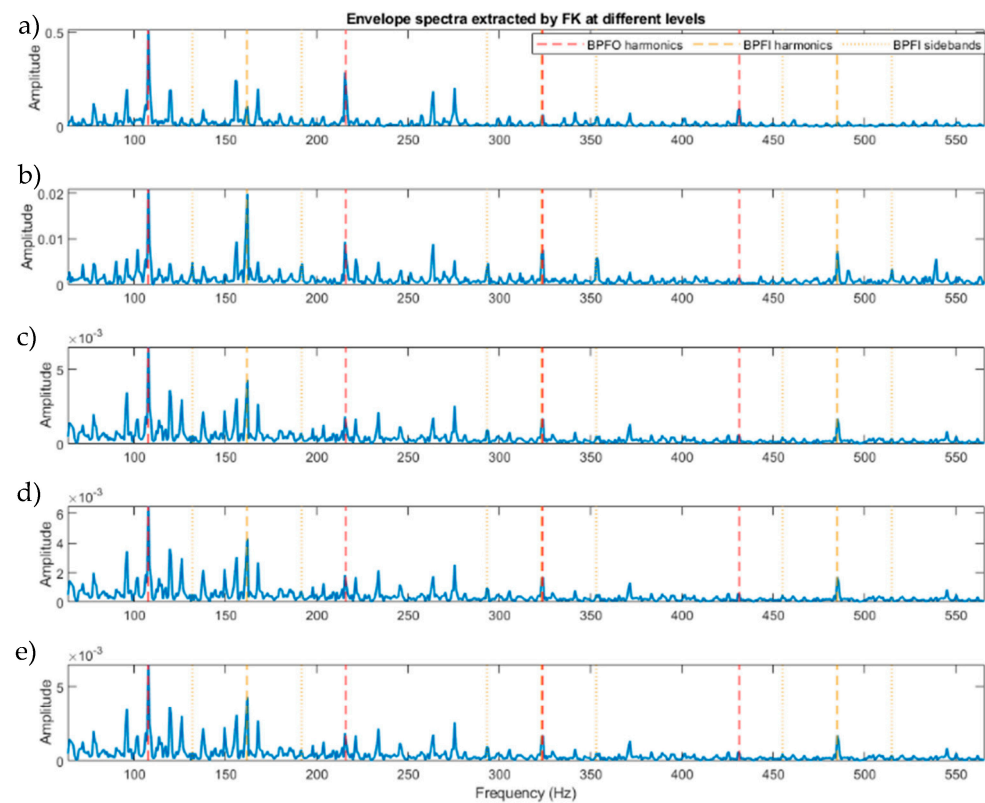 Envelope spectra extracted by FK at different levels
a)
0.5
0
Amplitude
BPFO harmonics BPFI harmonics BPFI sidebands
100 150 200 250 300 350 400 450 500 550
b)
0.02
0.01
0
Amplitude
100 150 200 250 300 350 400 450 500 550
c)
×10⁻³
5
0
Amplitude
100 150 200 250 300 350 400 450 500 550
d)
×10⁻³
6
4
2
0
Amplitude
100 150 200 250 300 350 400 450 500 550
e)
×10⁻³
5
0
Amplitude
100 150 200 250 300 350 400 450 500 550
Frequency (Hz)